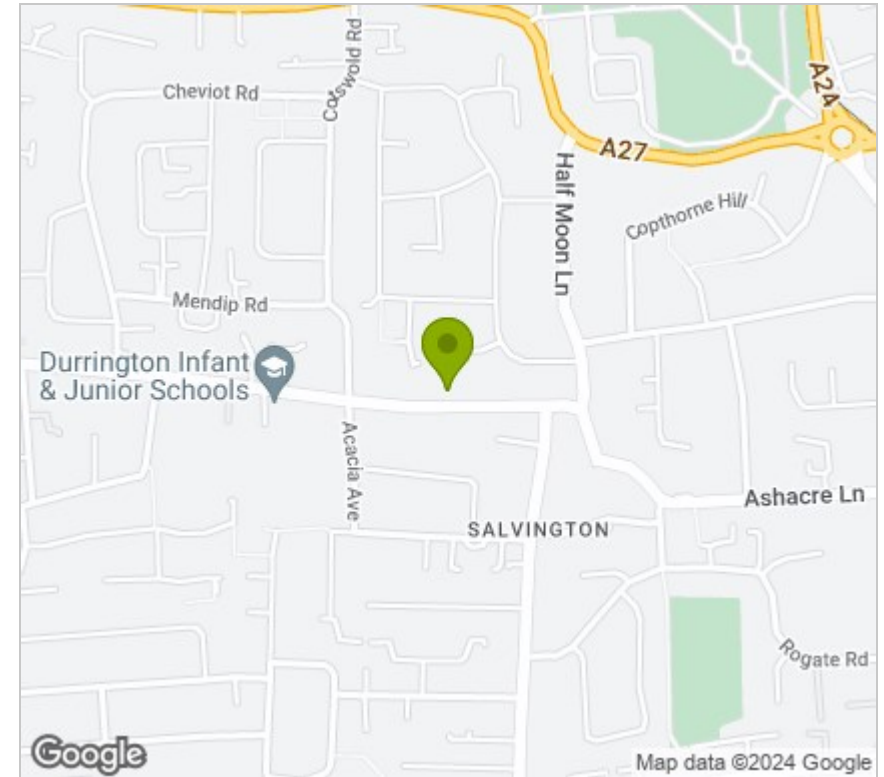 Cotswold Rd
Cheviot Rd
A24
A27
Half Moon Ln
Copthorne Hill
Mendip Rd
Durrington Infant
& Junior Schools
Acacia Ave
Ashacre Ln
SALVINGTON
Rogate Rd
Google
Map data ©2024 Google